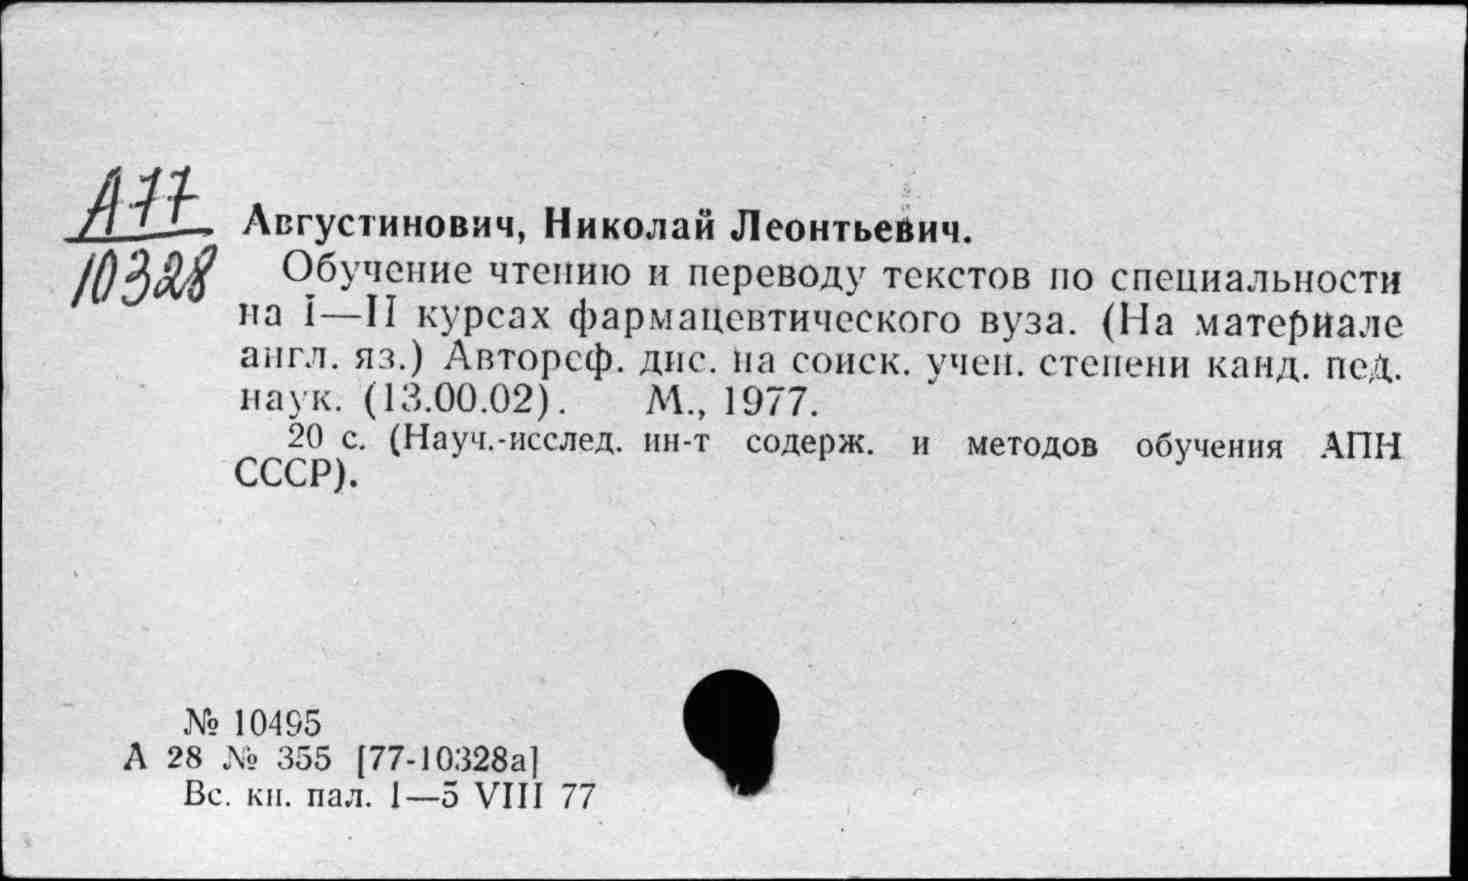 А77
10328
Августинович, Николай Леонтьевич.
Обучение чтению и переводу текстов по специальности
на I—II курсах фармацевтического вуза. (На материале
англ. яз.) Автореф. дис. на соиск. учен. степени канд. пед.
наук. (13.00.02). М., 1977.
20 с. (Науч.-исслед. ин-т содерж. и методов обучения АПН
СССР).
№ 10495
А 28 № 355 [77-10328а]
Вс. кн. пал. 1—5 VIII 77